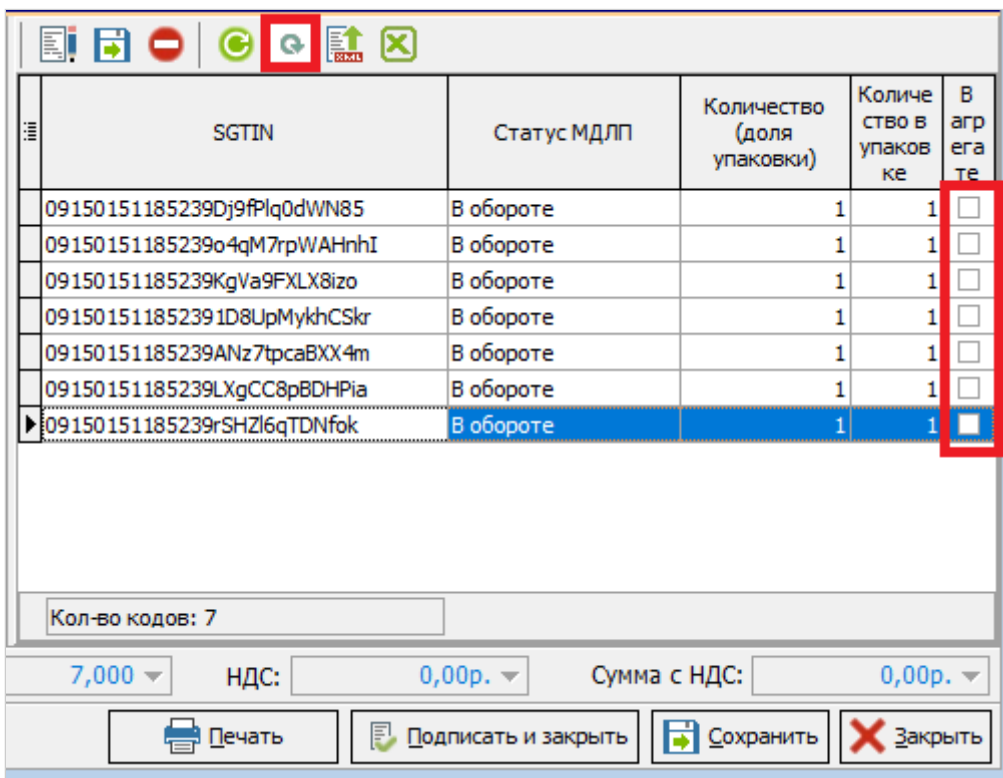 XML
SGTIN
Статус МДЛП
Количество
(доля
упаковки)
Количе
ство в
упаков
ке
В
агр
ега
те
09150151185239Dj9fPlq0dWN85 В обороте 1 1
09150151185239o4qM7rpWAHnhI В обороте 1 1
09150151185239KgVa9FXLX8izo В обороте 1 1
091501511852391D8UpMykhCSkr В обороте 1 1
09150151185239ANz7tpcaBXX4m В обороте 1 1
09150151185239LXgCC8pBDHPia В обороте 1 1
09150151185239rSHZl6qTDNfok В обороте 1 1
Кол-во кодов: 7
7,000 НДС: 0,00р. Сумма с НДС: 0,00р.
Печать Подписать и закрыть Сохранить Закрыть